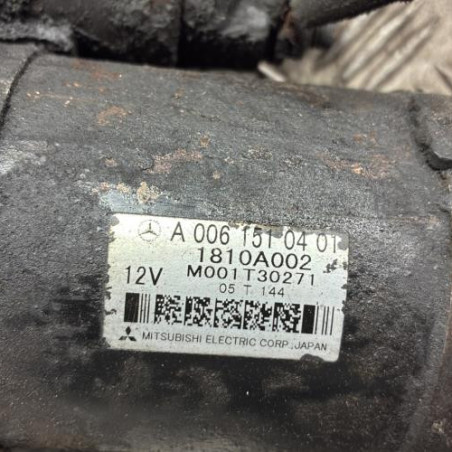 A 006 151 04 01
1810A002
12V M001T30271
05 T 144
MITSUBISHI ELECTRIC CORP.,JAPAN